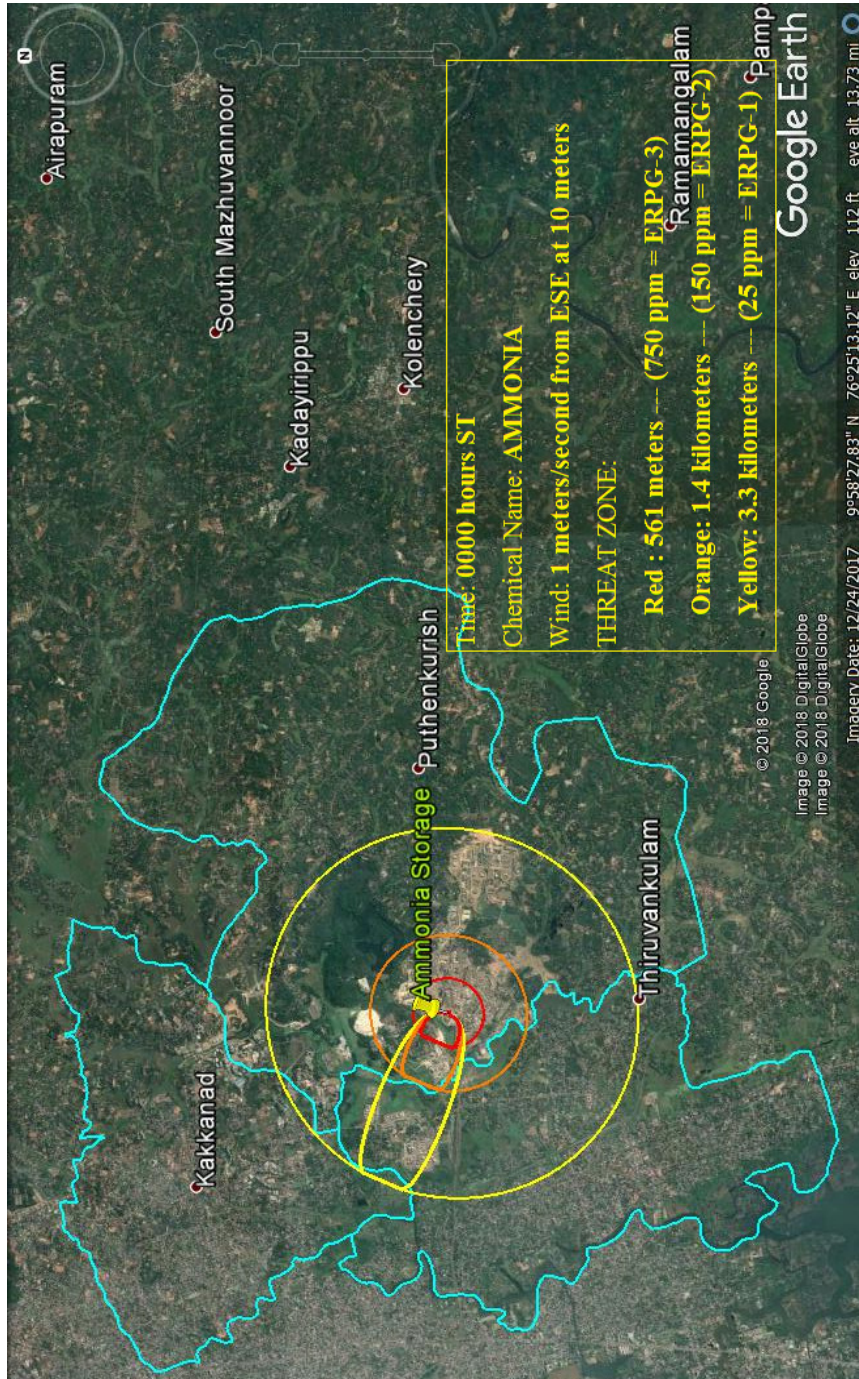 N
Airapuram
South Mazhuvannoor
Kakkanad
Kadayirippu
Kolenchery
Puthenkurish
Ammonia Storage
Time: 0000 hours ST
Chemical Name: AMMONIA
Wind: 1 meters/second from ESE at 10 meters
THREAT ZONE:
Red : 561 meters --- (750 ppm = ERPG-3)
Orange: 1.4 kilometers --- (150 ppm = ERPG-2)
Yellow: 3.3 kilometers --- (25 ppm = ERPG-1)
Thiruvankulam
Ramamangalam
Pamp
© 2018 Google
Image © 2018 DigitalGlobe
Image © 2018 DigitalGlobe
Google Earth
Imagery Date: 12/24/2017 9°58'27.83" N 76°25'13.12" E elev 112 ft eye alt 13.73 mi